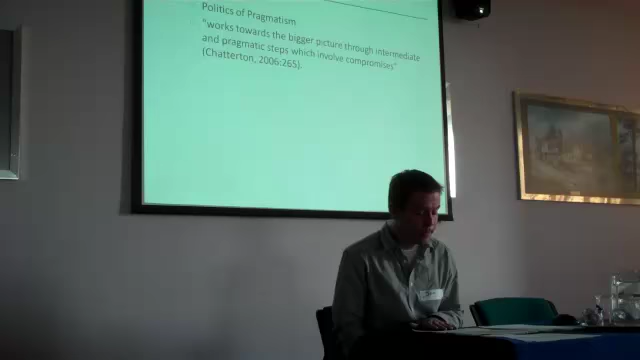 Politics of Pragmatism
"works towards the bigger picture through intermediate
and pragmatic steps which involve compromises"
(Chatterton, 2006:265).